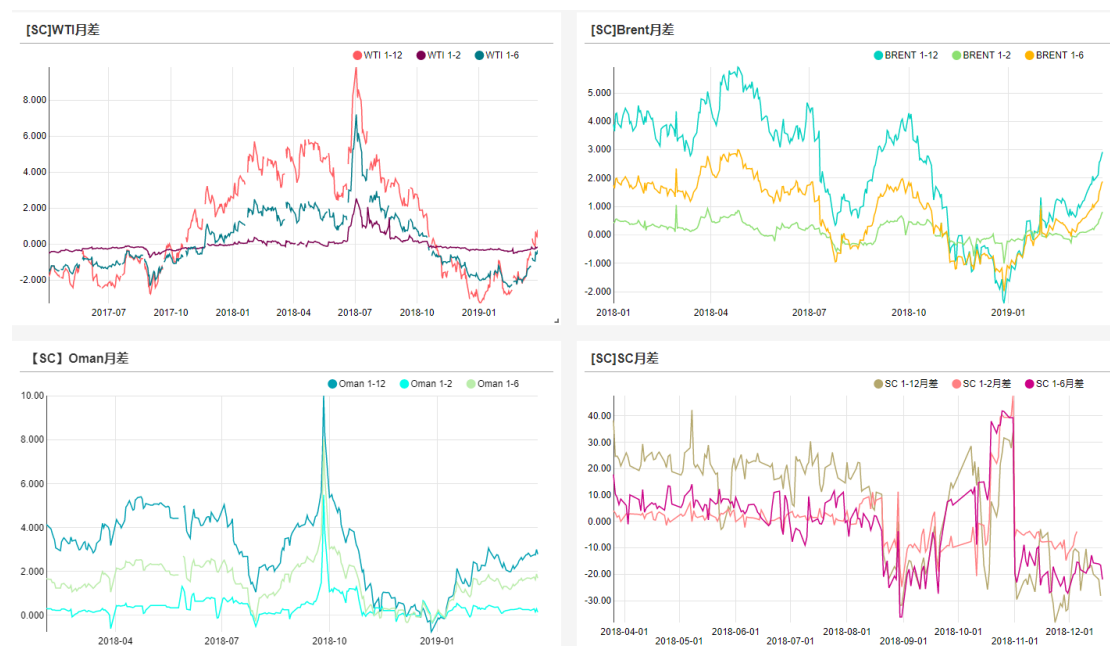 [SC]WTI月差
WTI 1-12 WTI 1-2 WTI 1-6
8.000
6.000
4.000
2.000
0.000
-2.000
2017-07 2017-10 2018-01 2018-04 2018-07 2018-10 2019-01
[SC]Brent月差
BRENT 1-12 BRENT 1-2 BRENT 1-6
5.000
4.000
3.000
2.000
1.000
0.000
-1.000
-2.000
2018-01 2018-04 2018-07 2018-10 2019-01
【SC】Oman月差
Oman 1-12 Oman 1-2 Oman 1-6
10.00
8.000
6.000
4.000
2.000
0.000
2018-04 2018-07 2018-10 2019-01
[SC]SC月差
SC 1-12月差 SC 1-2月差 SC 1-6月差
40.00
30.00
20.00
10.00
0.000
-10.00
-20.00
-30.00
2018-04-01 2018-06-01 2018-08-01 2018-10-01 2018-12-01
2018-05-01 2018-07-01 2018-09-01 2018-11-01